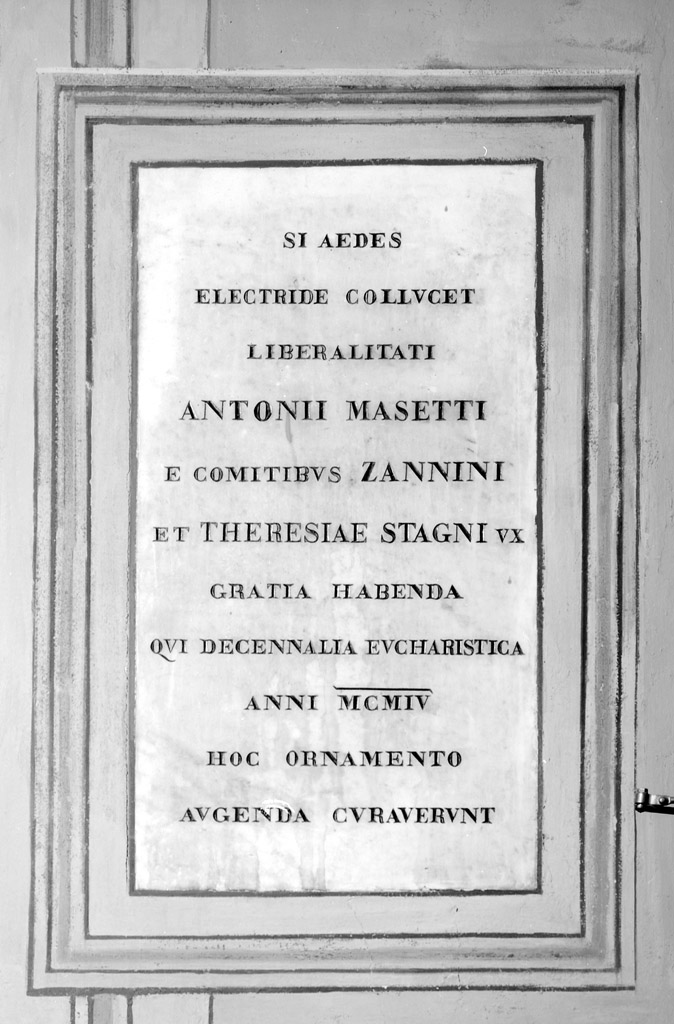 SI AEDES
ELECTRIDE COLLVCET
LIBERALITATI
ANTONII MASETTI
E COMITIBVS ZANNINI
ET THERESIAE STAGNI VX
GRATIA HABENDA
QVI DECENNALIA EVCHARISTICA
ANNI MCMIV
HOC ORNAMENTO
AVGENDA CVRAVERVNT